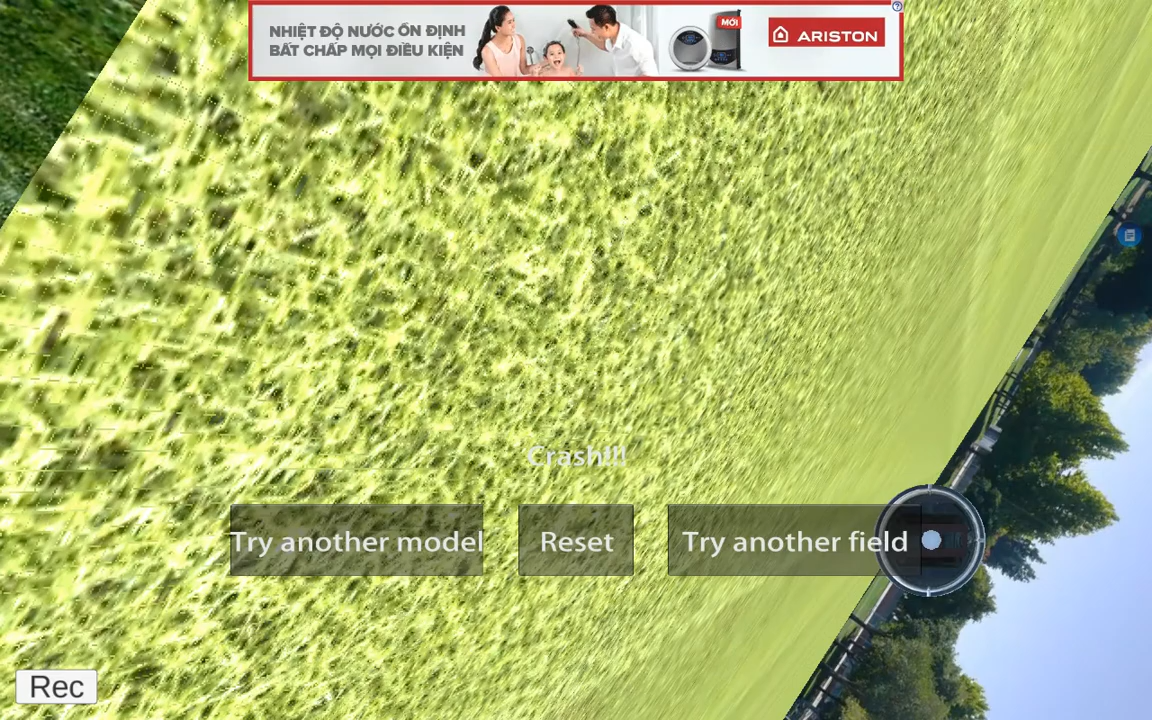 NHIỆT ĐỘ NƯỚC ỔN ĐỊNH
BẤT CHẤP MỌI ĐIỀU KIỆN
MỚI
ARISTON
Crash!!!
Try another model
Reset
Try another field
Rec